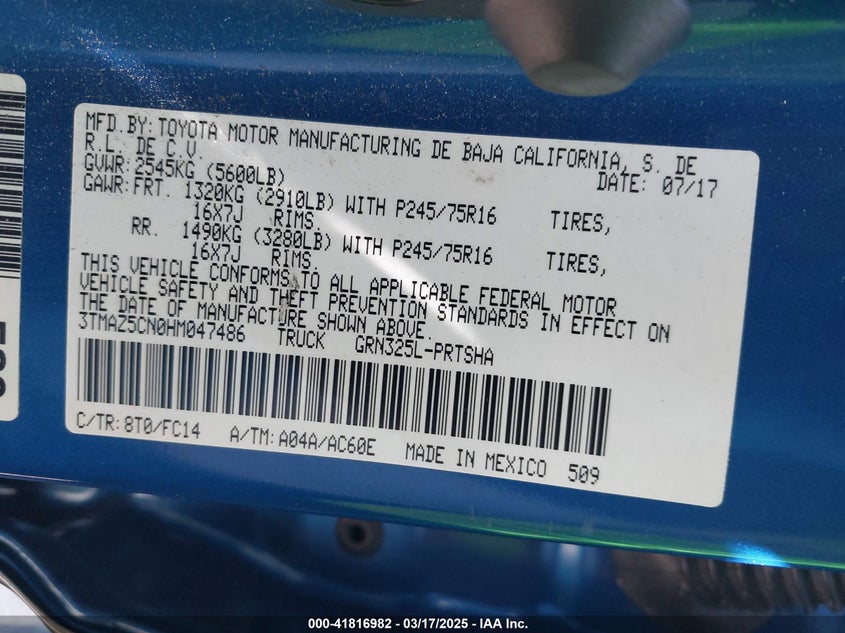 MFD.BY:TOYOTA MOTOR MANUFACTURING DE BAJA CALIFORNIA, S. DE
R.L. DE C.V. DATE: 07/17
GVWR:2545KG (5600LB)
GAWR:FRT. 1320KG (2910LB) WITH P245/75R16 TIRES,
16X7J RIMS.
RR. 1490KG (3280LB) WITH P245/75R16 TIRES,
16X7J RIMS.
THIS VEHICLE CONFORMS TO ALL APPLICABLE FEDERAL MOTOR
VEHICLE SAFETY AND THEFT PREVENTION STANDARDS IN EFFECT ON
THE DATE OF MANUFACTURE SHOWN ABOVE.
3TMAZ5CN0HM047486 TRUCK GRN325L-PRTSHA
C/TR:8T0/FC14 A/TM:A04A/AC60E MADE IN MEXICO 509
000-41816982 - 03/17/2025 - IAA Inc.